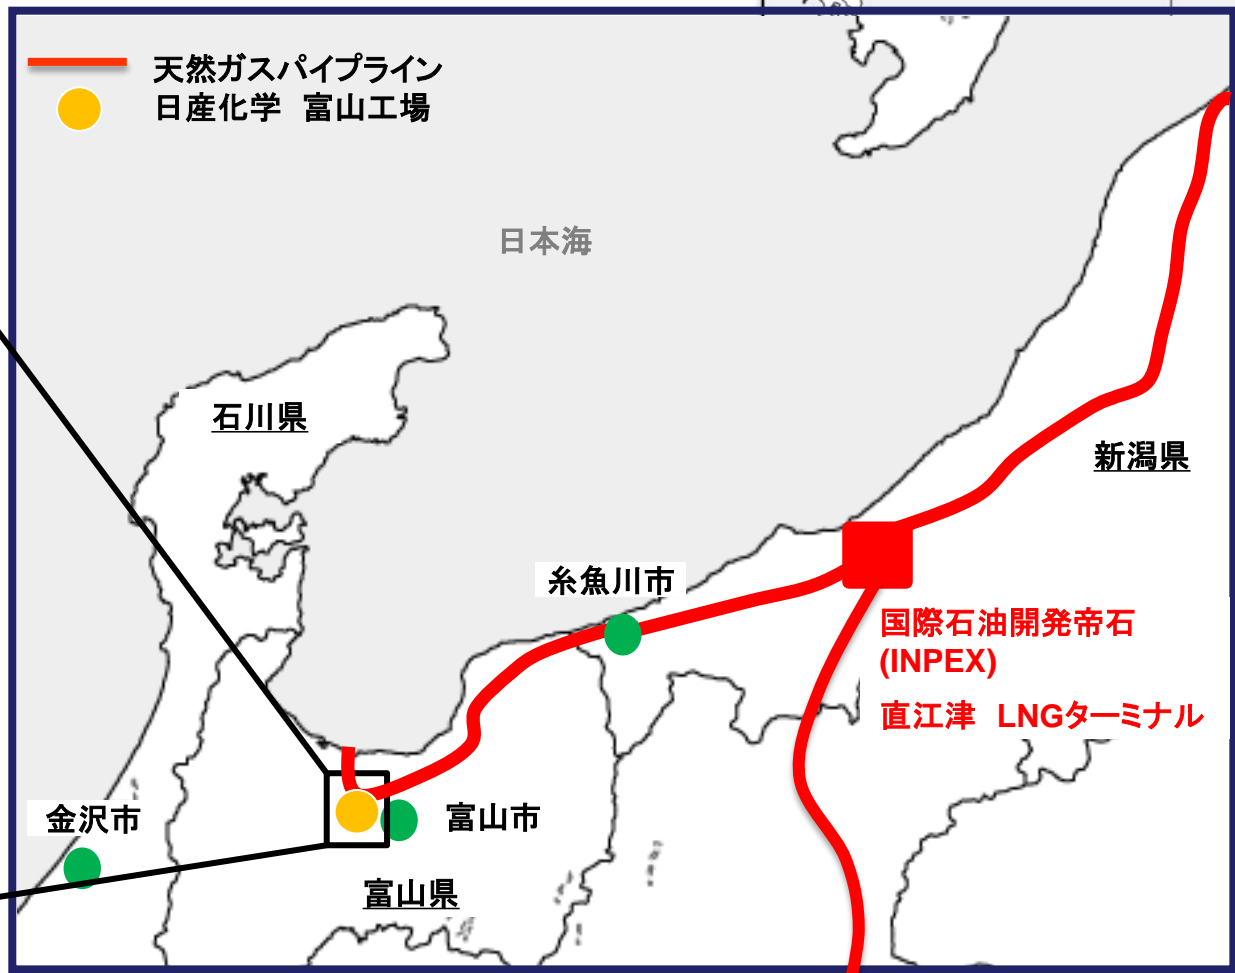 天然ガスパイプライン
日産化学　富山工場
日本海
石川県
新潟県
糸魚川市
国際石油開発帝石
(INPEX)
直江津　LNGターミナル
金沢市
富山市
富山県